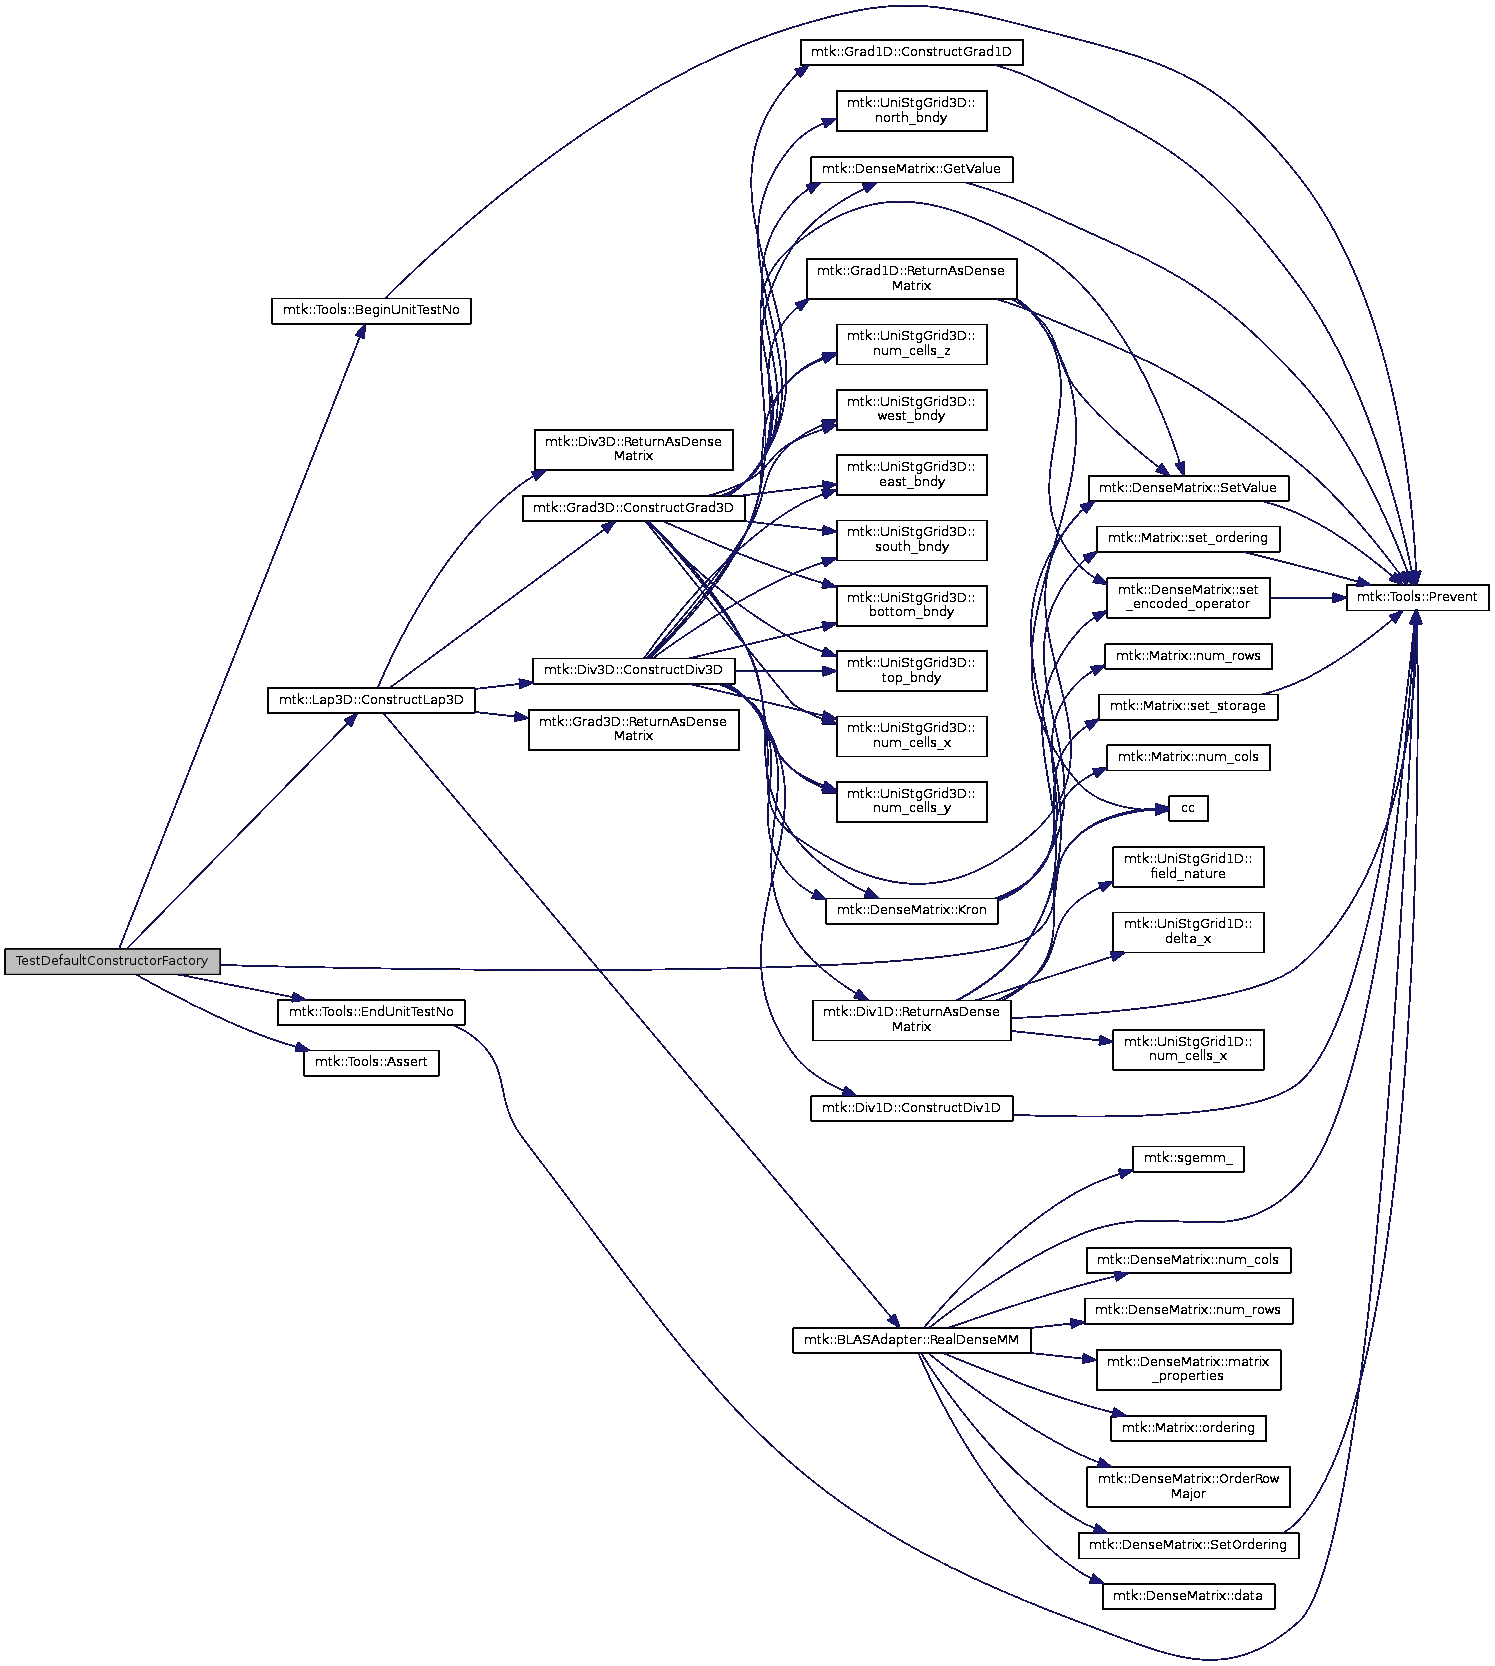 mtk::Grad1D::ConstructGrad1D
mtk::UniStgGrid3D::
north_bndy
mtk::DenseMatrix::GetValue
mtk::Grad1D::ReturnAsDense
Matrix
mtk::Tools::BeginUnitTestNo
mtk::UniStgGrid3D::
num_cells_z
mtk::UniStgGrid3D::
west_bndy
mtk::Div3D::ReturnAsDense
Matrix
mtk::UniStgGrid3D::
east_bndy
mtk::DenseMatrix::SetValue
mtk::Grad3D::ConstructGrad3D
mtk::UniStgGrid3D::
south_bndy
mtk::Matrix::set_ordering
mtk::DenseMatrix::set
_encoded_operator
mtk::Tools::Prevent
mtk::UniStgGrid3D::
bottom_bndy
mtk::Matrix::num_rows
mtk::Div3D::ConstructDiv3D
mtk::UniStgGrid3D::
top_bndy
mtk::Lap3D::ConstructLap3D
mtk::Matrix::set_storage
mtk::Grad3D::ReturnAsDense
Matrix
mtk::UniStgGrid3D::
num_cells_x
mtk::Matrix::num_cols
mtk::UniStgGrid3D::
num_cells_y
cc
mtk::UniStgGrid1D::
field_nature
mtk::DenseMatrix::Kron
mtk::UniStgGrid1D::
delta_x
TestDefaultConstructorFactory
mtk::Tools::EndUnitTestNo
mtk::Div1D::ReturnAsDense
Matrix
mtk::UniStgGrid1D::
num_cells_x
mtk::Tools::Assert
mtk::Div1D::ConstructDiv1D
mtk::sgemm_
mtk::DenseMatrix::num_cols
mtk::DenseMatrix::num_rows
mtk::BLASAdapter::RealDenseMM
mtk::DenseMatrix::matrix
_properties
mtk::Matrix::ordering
mtk::DenseMatrix::OrderRow
Major
mtk::DenseMatrix::SetOrdering
mtk::DenseMatrix::data